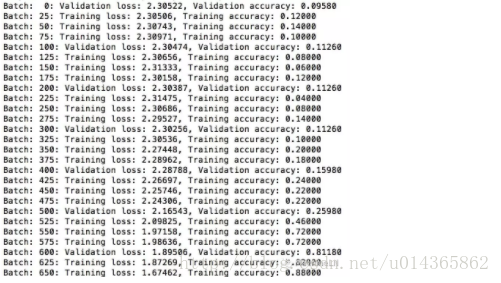 Batch:  0: Validation loss: 2.30522, Validation accuracy: 0.09580
Batch: 25: Training loss: 2.30506, Training accuracy: 0.12000
Batch: 50: Training loss: 2.30743, Training accuracy: 0.14000
Batch: 75: Training loss: 2.30971, Training accuracy: 0.10000
Batch: 100: Validation loss: 2.30474, Validation accuracy: 0.11260
Batch: 125: Training loss: 2.30656, Training accuracy: 0.08000
Batch: 150: Training loss: 2.31333, Training accuracy: 0.06000
Batch: 175: Training loss: 2.30158, Training accuracy: 0.12000
Batch: 200: Validation loss: 2.30387, Validation accuracy: 0.11260
Batch: 225: Training loss: 2.31475, Training accuracy: 0.04000
Batch: 250: Training loss: 2.30686, Training accuracy: 0.08000
Batch: 275: Training loss: 2.29527, Training accuracy: 0.14000
Batch: 300: Validation loss: 2.30256, Validation accuracy: 0.11260
Batch: 325: Training loss: 2.30536, Training accuracy: 0.10000
Batch: 350: Training loss: 2.27448, Training accuracy: 0.20000
Batch: 375: Training loss: 2.28962, Training accuracy: 0.18000
Batch: 400: Validation loss: 2.28788, Validation accuracy: 0.15980
Batch: 425: Training loss: 2.26697, Training accuracy: 0.24000
Batch: 450: Training loss: 2.25746, Training accuracy: 0.22000
Batch: 475: Training loss: 2.24306, Training accuracy: 0.22000
Batch: 500: Validation loss: 2.16543, Validation accuracy: 0.25980
Batch: 525: Training loss: 2.09825, Training accuracy: 0.46000
Batch: 550: Training loss: 1.97158, Training accuracy: 0.72000
Batch: 575: Training loss: 1.98636, Training accuracy: 0.72000
Batch: 600: Validation loss: 1.89506, Validation accuracy: 0.81180
Batch: 625: Training loss: 1.87269, Training accuracy:
Batch: 650: Training loss: 1.67462, Training accuracy: 0.88000